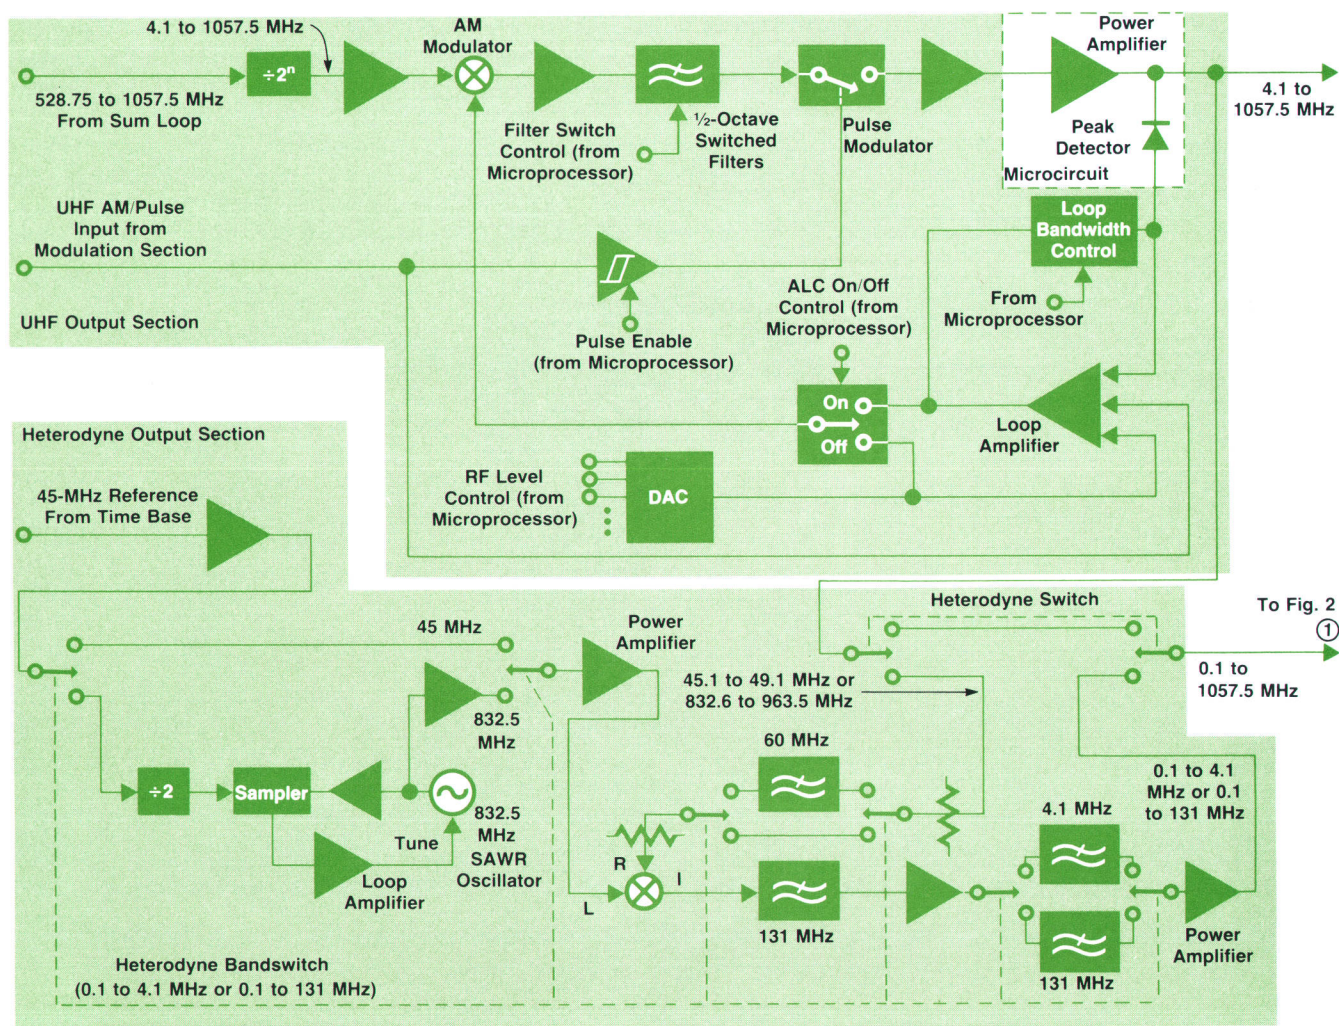 4.1 to 1057.5 MHz
AM
Modulator
Power
Amplifier
÷2ⁿ
528.75 to 1057.5 MHz
From Sum Loop
Filter Switch
Control (from
Microprocessor)
½-Octave
Switched
Filters
Pulse
Modulator
Peak
Detector
Microcircuit
4.1 to
1057.5 MHz
UHF AM/Pulse
Input from
Modulation Section
Loop
Bandwidth
Control
ALC On/Off
Control (from
Microprocessor)
From
Microprocessor
UHF Output Section
Pulse Enable
(from Microprocessor)
On
Off
Loop
Amplifier
Heterodyne Output Section
RF Level
Control (from
Microprocessor)
DAC
45-MHz Reference
From Time Base
Heterodyne Switch
To Fig. 2
1
45 MHz
Power
Amplifier
45.1 to 49.1 MHz or
832.6 to 963.5 MHz
0.1 to
1057.5 MHz
832.5
MHz
60 MHz
÷2
Sampler
832.5
MHz
SAWR
Oscillator
Tune
Loop
Amplifier
0.1 to 4.1
MHz or 0.1
to 131 MHz
4.1 MHz
R
I
L
131 MHz
131 MHz
Power
Amplifier
Heterodyne Bandswitch
(0.1 to 4.1 MHz or 0.1 to 131 MHz)